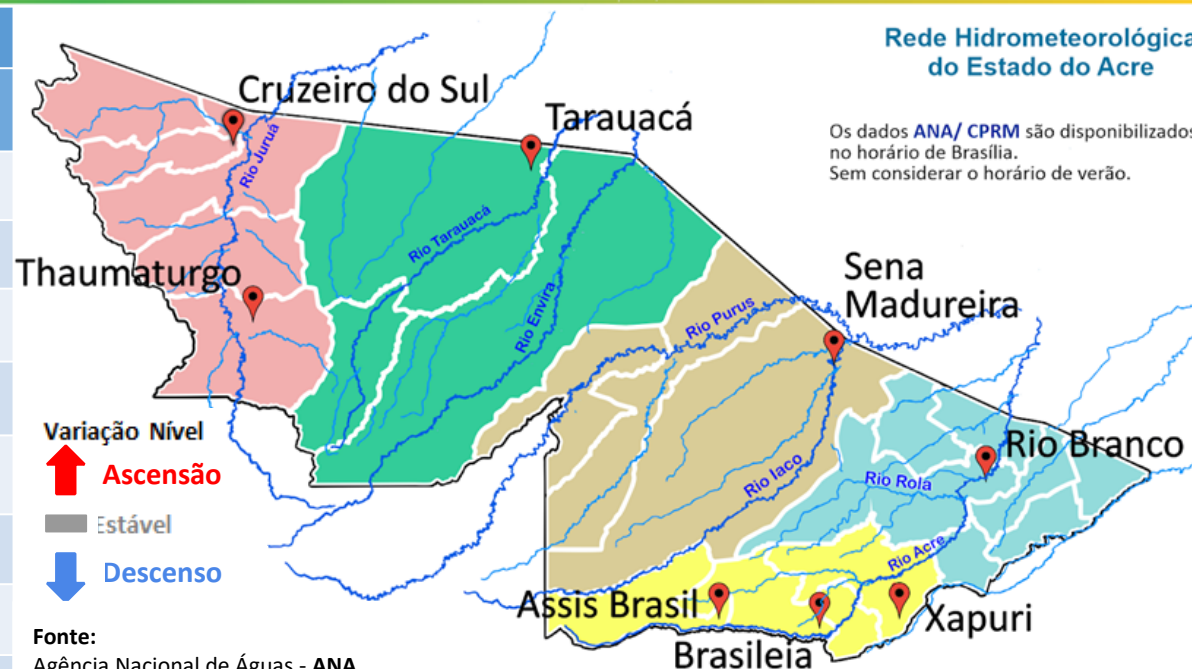 Rede Hidrometeorológica
do Estado do Acre
Os dados ANA/ CPRM são disponibilizados
no horário de Brasília.
Sem considerar o horário de verão.
Cruzeiro do Sul
Tarauacá
Rio Juruá
Rio Tarauacá
Thaumaturgo
Sena
Madureira
Rio Envira
Rio Purus
Variação Nível
Ascensão
Estável
Descenso
Rio Branco
Rio Iaco
Rio Rola
Rio Acre
Assis Brasil
Xapuri
Brasileia
Fonte:
Agência Nacional de Águas - ANA